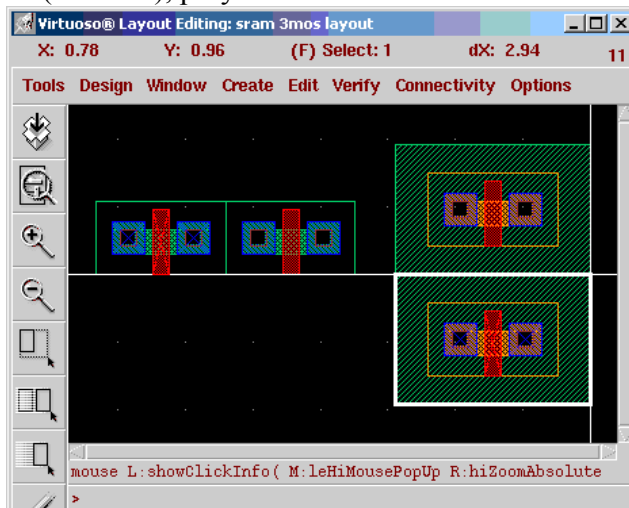 Virtuoso® Layout Editing: sram 3mos layout
X: 0.78 Y: 0.96 (F) Select: 1 dX: 2.94 11
Tools Design Window Create Edit Verify Connectivity Options
mouse L:showClickInfo( M:leHiMousePopUp R:hiZoomAbsolute
>